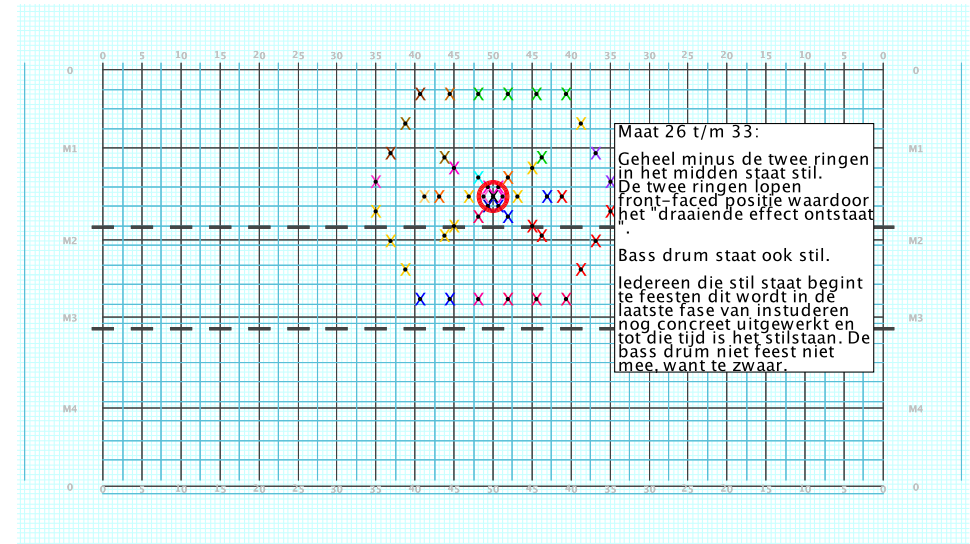 0 5 10 15 20 25 30 35 40 45 50 45 40 35 30 25 20 15 10 5 0
0 0
M1 M1
M2 M2
M3 M3
M4 M4
0 0
0 5 10 15 20 25 30 35 40 45 50 45 40 35 30 25 20 15 10 5 0
Maat 26 t/m 33:
Geheel minus de twee ringen
in het midden staat stil.
De twee ringen lopen
front-faced positie waardoor
het "draaiende effect ontstaat
" .
Bass drum staat ook stil.
Iedereen die stil staat begint
te feesten dit wordt in de
laatste fase van instuderen
nog concreet uitgewerkt en
tot die tijd is het stilstaan. De
bass drum niet feest niet
mee, want te zwaar.